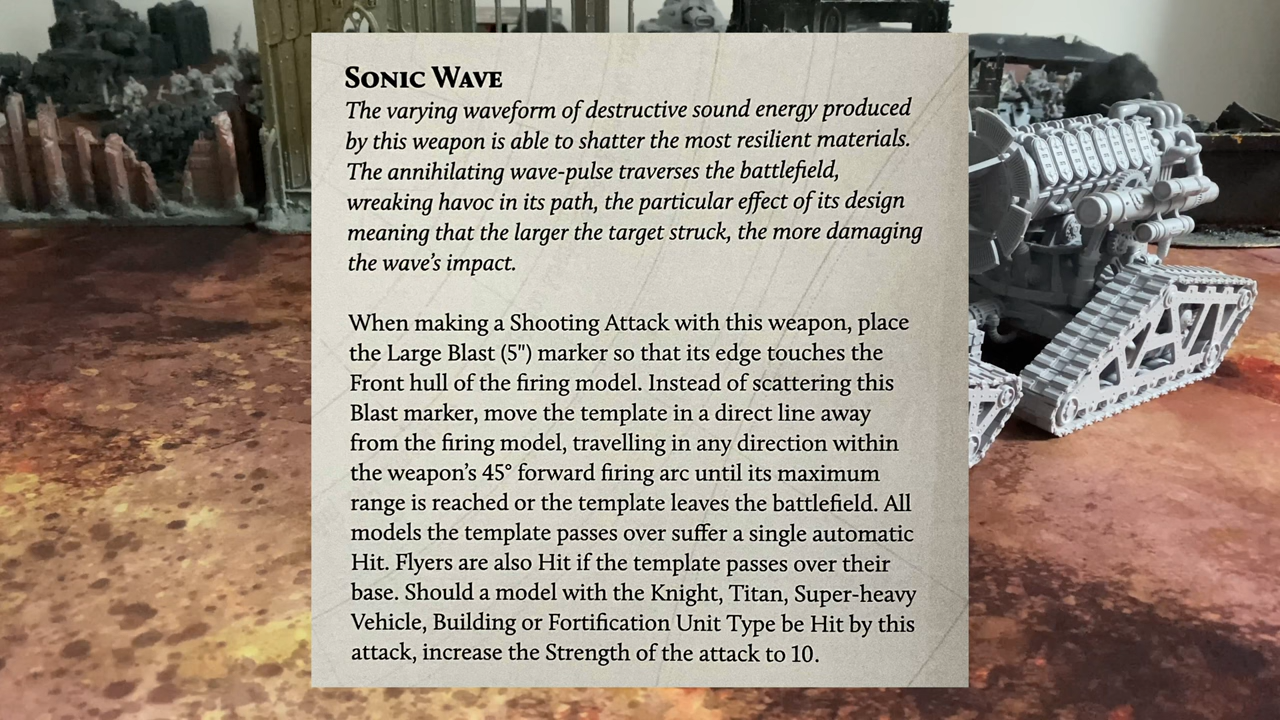 Sonic Wave
The varying waveform of destructive sound energy produced
by this weapon is able to shatter the most resilient materials.
The annihilating wave-pulse traverses the battlefield,
wreaking havoc in its path, the particular effect of its design
meaning that the larger the target struck, the more damaging
the wave's impact.
When making a Shooting Attack with this weapon, place
the Large Blast (5") marker so that its edge touches the
Front hull of the firing model. Instead of scattering this
Blast marker, move the template in a direct line away
from the firing model, travelling in any direction within
the weapon's 45° forward firing arc until its maximum
range is reached or the template leaves the battlefield. All
models the template passes over suffer a single automatic
Hit. Flyers are also Hit if the template passes over their
base. Should a model with the Knight, Titan, Super-heavy
Vehicle, Building or Fortification Unit Type be Hit by this
attack, increase the Strength of the attack to 10.